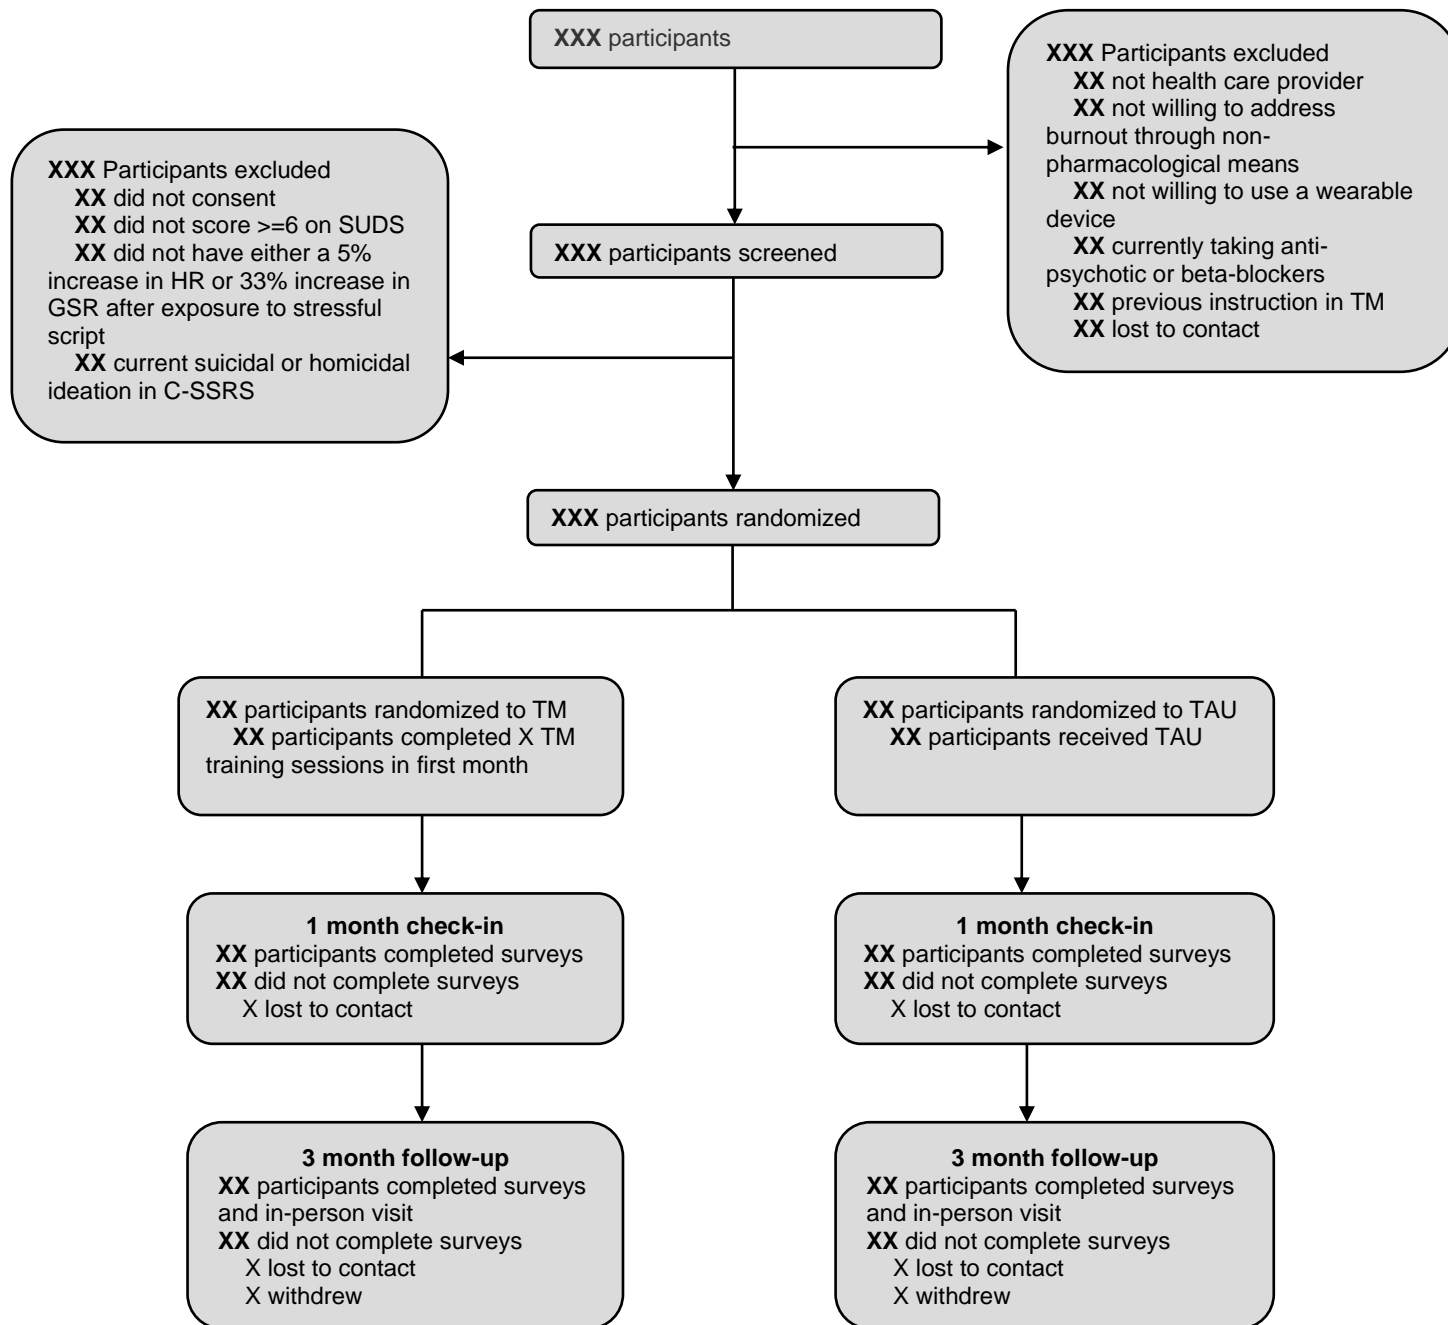 XXX participants
XXX Participants excluded
XX not health care provider
XX not willing to address
burnout through non-
pharmacological means
XX not willing to use a wearable
device
XX currently taking anti-
psychotic or beta-blockers
XX previous instruction in TM
XX lost to contact
XXX Participants excluded
XX did not consent
XX did not score >=6 on SUDS
XX did not have either a 5%
increase in HR or 33% increase in
GSR after exposure to stressful
script
XX current suicidal or homicidal
ideation in C-SSRS
XXX participants screened
XXX participants randomized
XX participants randomized to TM
XX participants completed X TM
training sessions in first month
XX participants randomized to TAU
XX participants received TAU
1 month check-in
XX participants completed surveys
XX did not complete surveys
X lost to contact
1 month check-in
XX participants completed surveys
XX did not complete surveys
X lost to contact
3 month follow-up
XX participants completed surveys
and in-person visit
XX did not complete surveys
X lost to contact
X withdrew
3 month follow-up
XX participants completed surveys
and in-person visit
XX did not complete surveys
X lost to contact
X withdrew